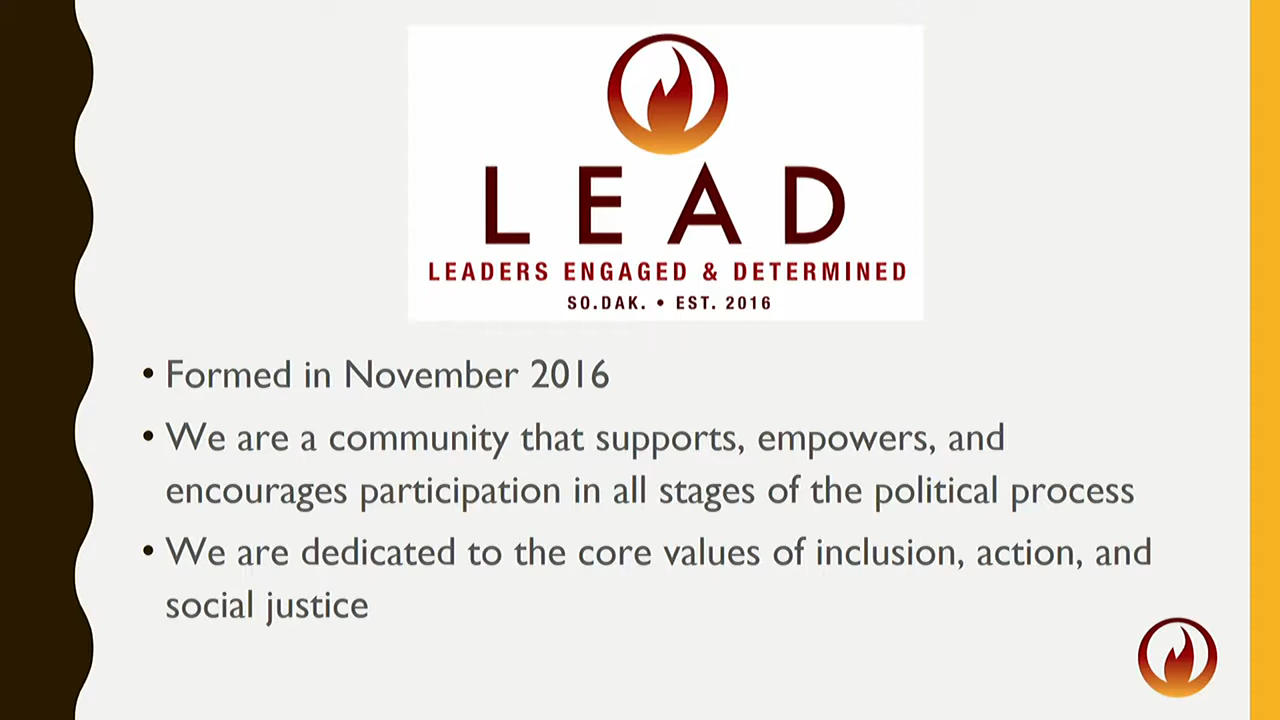 LEAD
LEADERS ENGAGED & DETERMINED
SO.DAK. • EST. 2016
• Formed in November 2016
• We are a community that supports, empowers, and
encourages participation in all stages of the political process
• We are dedicated to the core values of inclusion, action, and
social justice